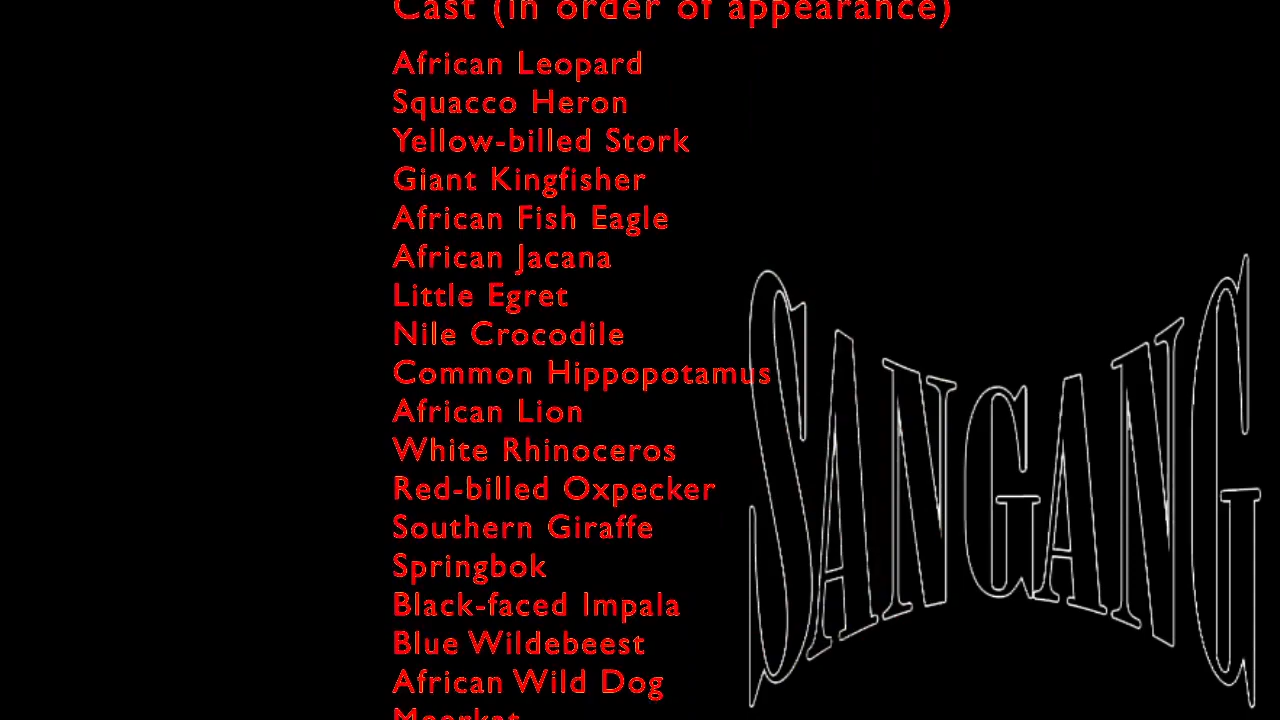 Cast (in order of appearance)
African Leopard
Squacco Heron
Yellow-billed Stork
Giant Kingfisher
African Fish Eagle
African Jacana
Little Egret
Nile Crocodile
Common Hippopotamus
African Lion
White Rhinoceros
Red-billed Oxpecker
Southern Giraffe
Springbok
Black-faced Impala
Blue Wildebeest
African Wild Dog
Meerkat
SANGANG